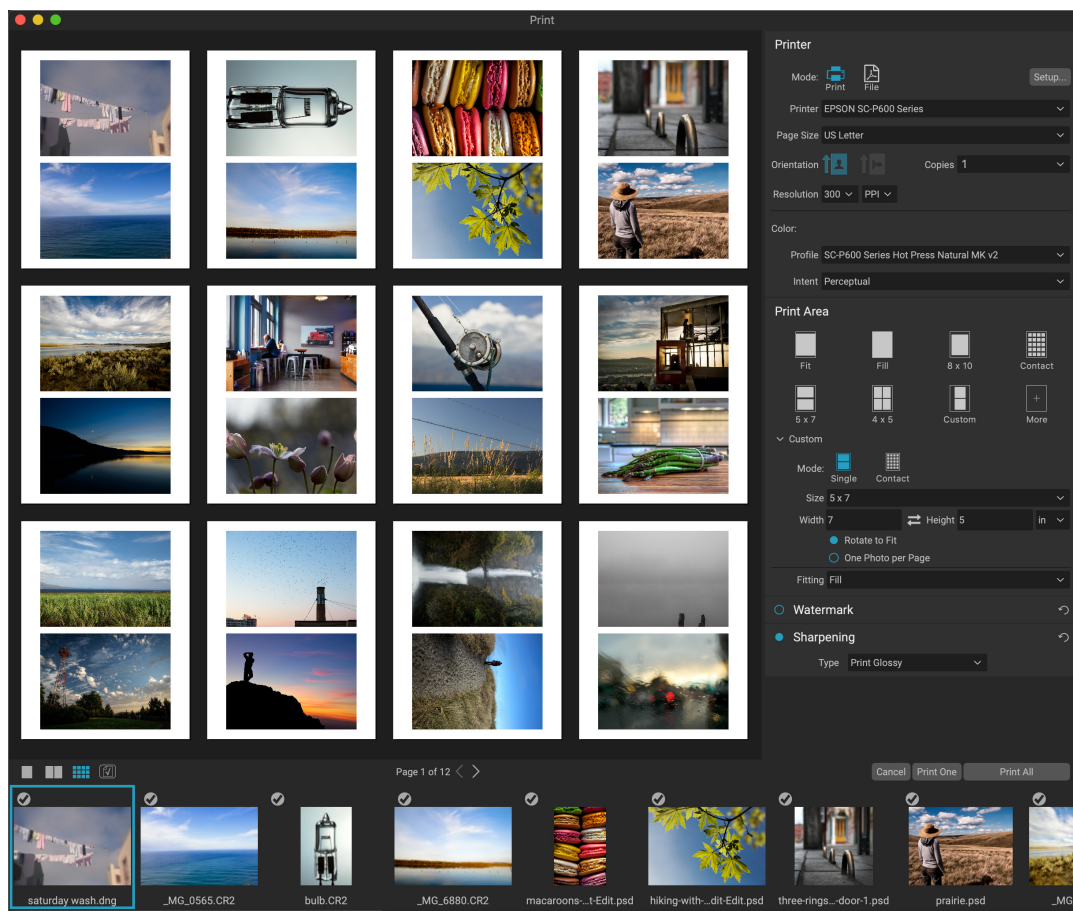 Print
Printer
Mode:
Print
File
Setup...
Printer EPSON SC-P600 Series
Page Size US Letter
Orientation
Copies 1
Resolution 300 PPI
Color:
Profile SC-P600 Series Hot Press Natural MK v2
Intent Perceptual
Print Area
Fit Fill 8 x 10 Contact
5 x 7 4 x 5 Custom More
Custom
Mode:
Single Contact
Size 5 x 7
Width 7 Height 5 in
Rotate to Fit
One Photo per Page
Fitting Fill
Watermark
Sharpening
Type Print Glossy
Page 1 of 12
Cancel Print One Print All
saturday wash.dng _MG_0565.CR2 bulb.CR2 _MG_6880.CR2 macaroons-...t-Edit.psd hiking-with-...dit-Edit.psd three-rings...-door-1.psd prairie.psd _MG